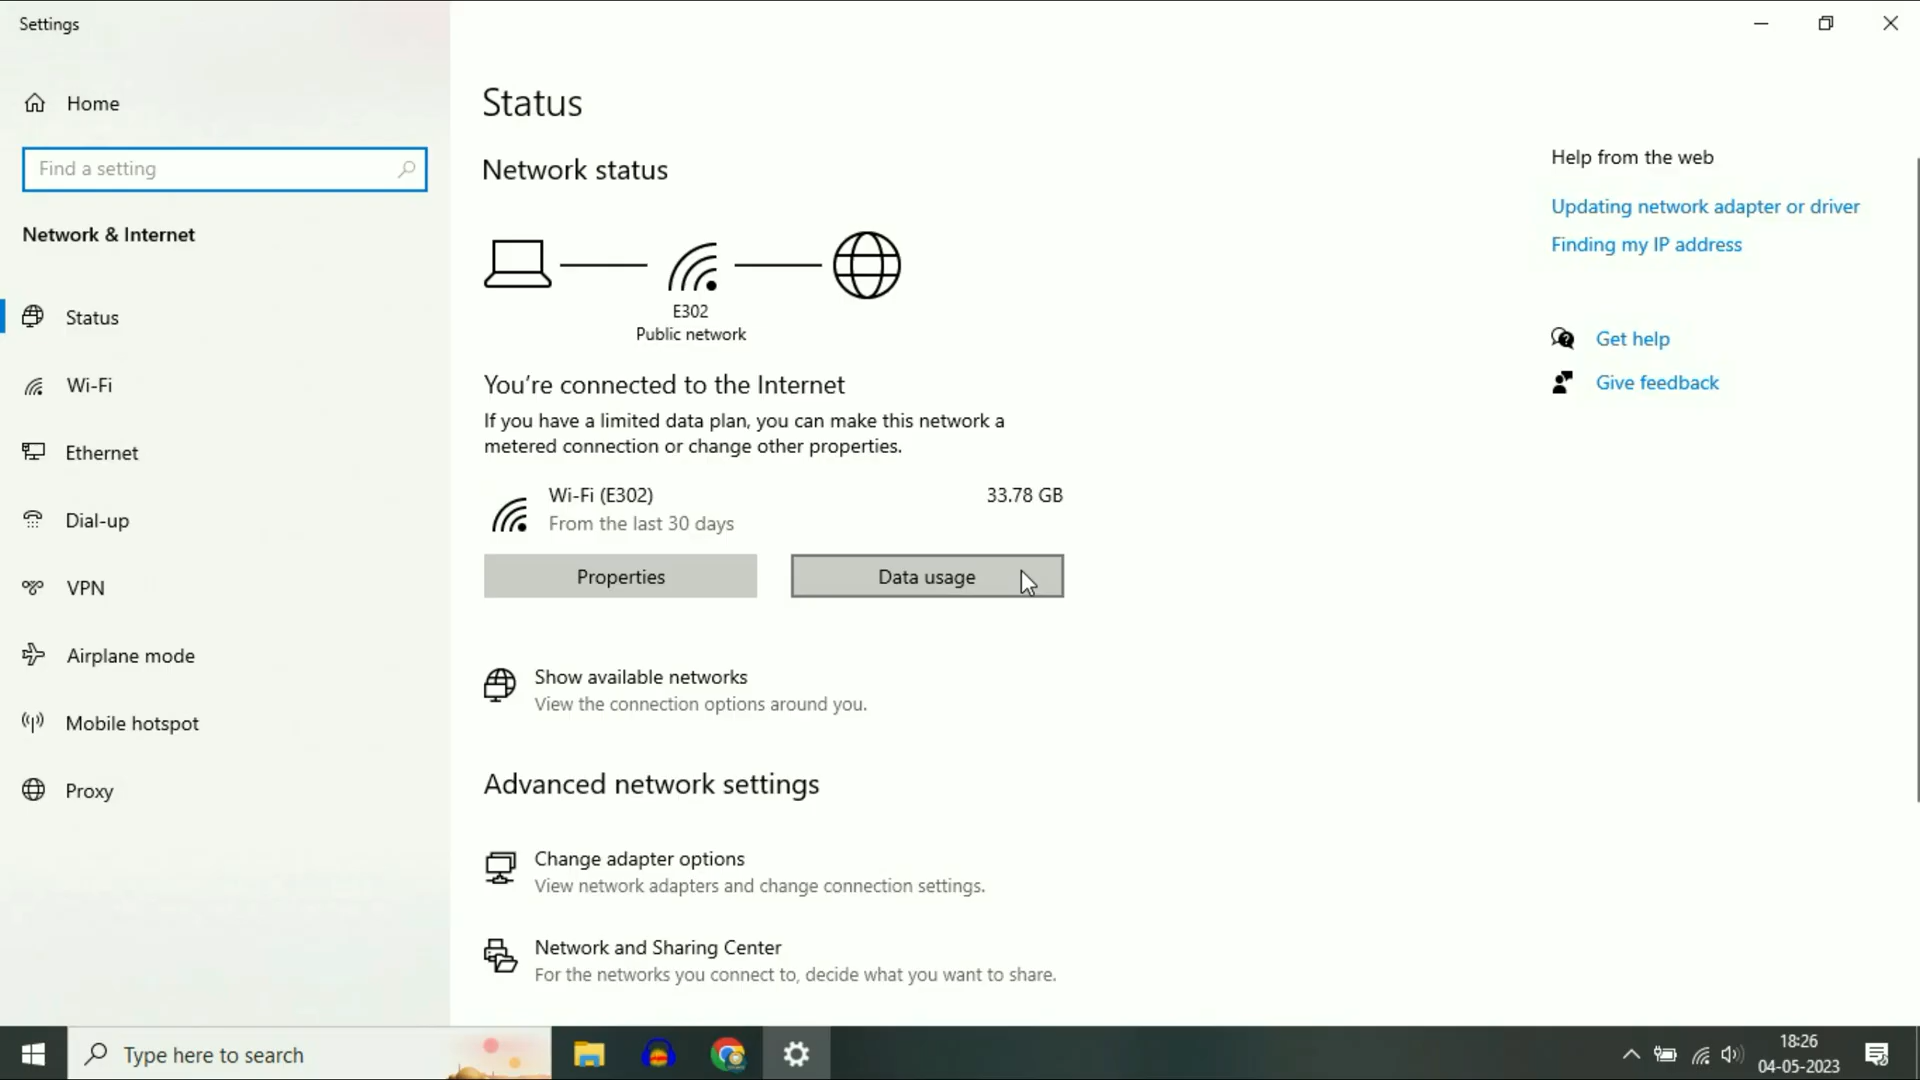 Settings
Home
Find a setting
Network & Internet
Status
Wi-Fi
Ethernet
Dial-up
VPN
Airplane mode
Mobile hotspot
Proxy
Status
Network status
E302
Public network
You're connected to the Internet
If you have a limited data plan, you can make this network a
metered connection or change other properties.
Wi-Fi (E302) 33.78 GB
From the last 30 days
Properties Data usage
Show available networks
View the connection options around you.
Advanced network settings
Change adapter options
View network adapters and change connection settings.
Network and Sharing Center
For the networks you connect to, decide what you want to share.
Help from the web
Updating network adapter or driver
Finding my IP address
Get help
Give feedback
Type here to search
18:26
04-05-2023